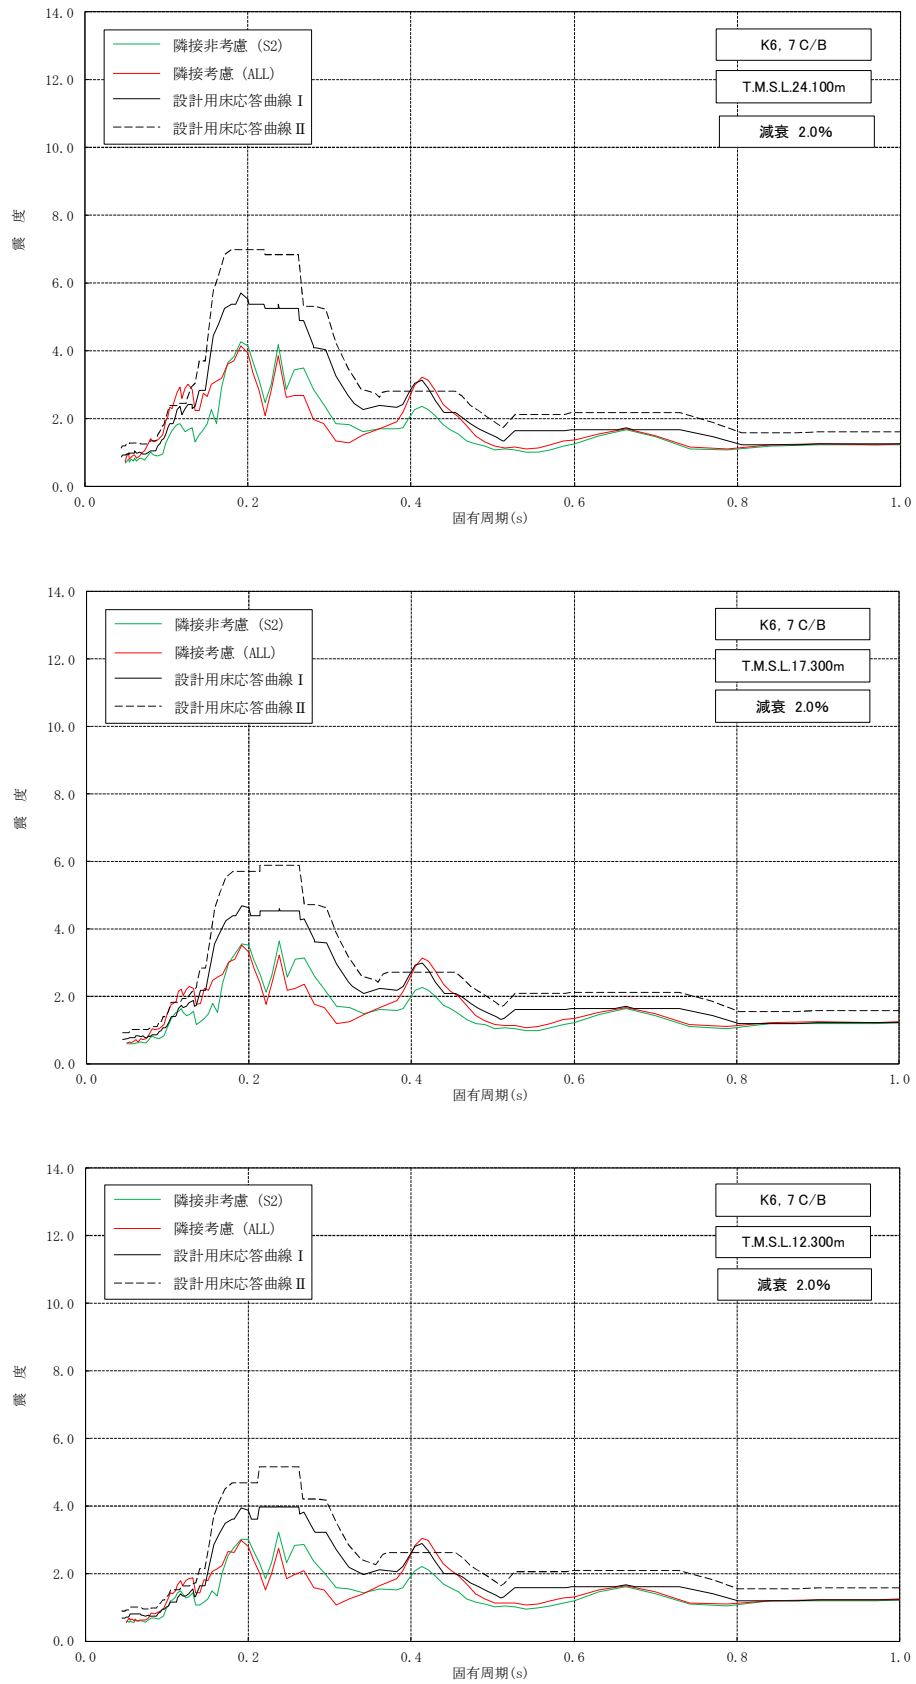 14.0
12.0
10.0
8.0
6.0
4.0
2.0
0.0
震 度
隣接非考慮 (S2)
隣接考慮 (ALL)
設計用床応答曲線Ⅰ
設計用床応答曲線Ⅱ
K6, 7 C/B
T.M.S.L.24.100m
減衰 2.0%
0.0 0.2 0.4 0.6 0.8 1.0
固有周期(s)
14.0
12.0
10.0
8.0
6.0
4.0
2.0
0.0
震 度
隣接非考慮 (S2)
隣接考慮 (ALL)
設計用床応答曲線Ⅰ
設計用床応答曲線Ⅱ
K6, 7 C/B
T.M.S.L.17.300m
減衰 2.0%
0.0 0.2 0.4 0.6 0.8 1.0
固有周期(s)
14.0
12.0
10.0
8.0
6.0
4.0
2.0
0.0
震 度
隣接非考慮 (S2)
隣接考慮 (ALL)
設計用床応答曲線Ⅰ
設計用床応答曲線Ⅱ
K6, 7 C/B
T.M.S.L.12.300m
減衰 2.0%
0.0 0.2 0.4 0.6 0.8 1.0
固有周期(s)